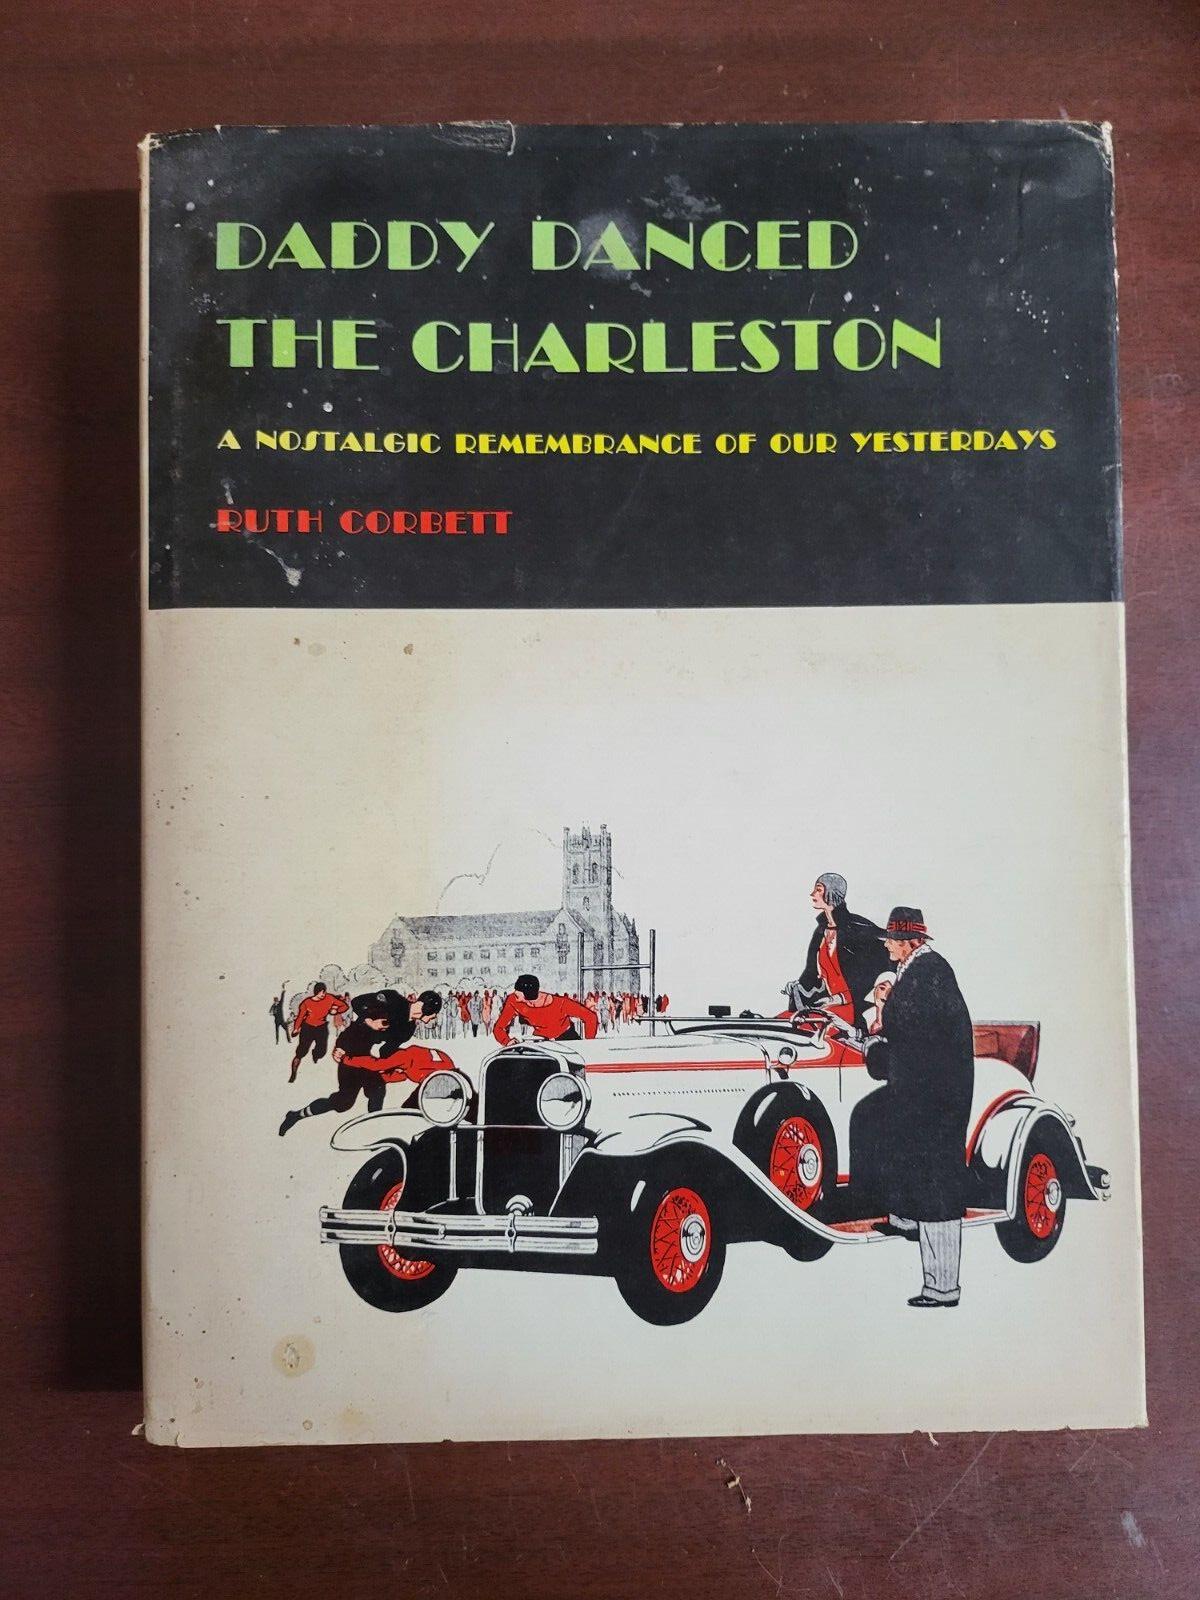 DADDY DANCED
THE CHARLESTON
A NOSTALGIC REMEMBRANCE OF OUR YESTERDAYS
RUTH CORBETT